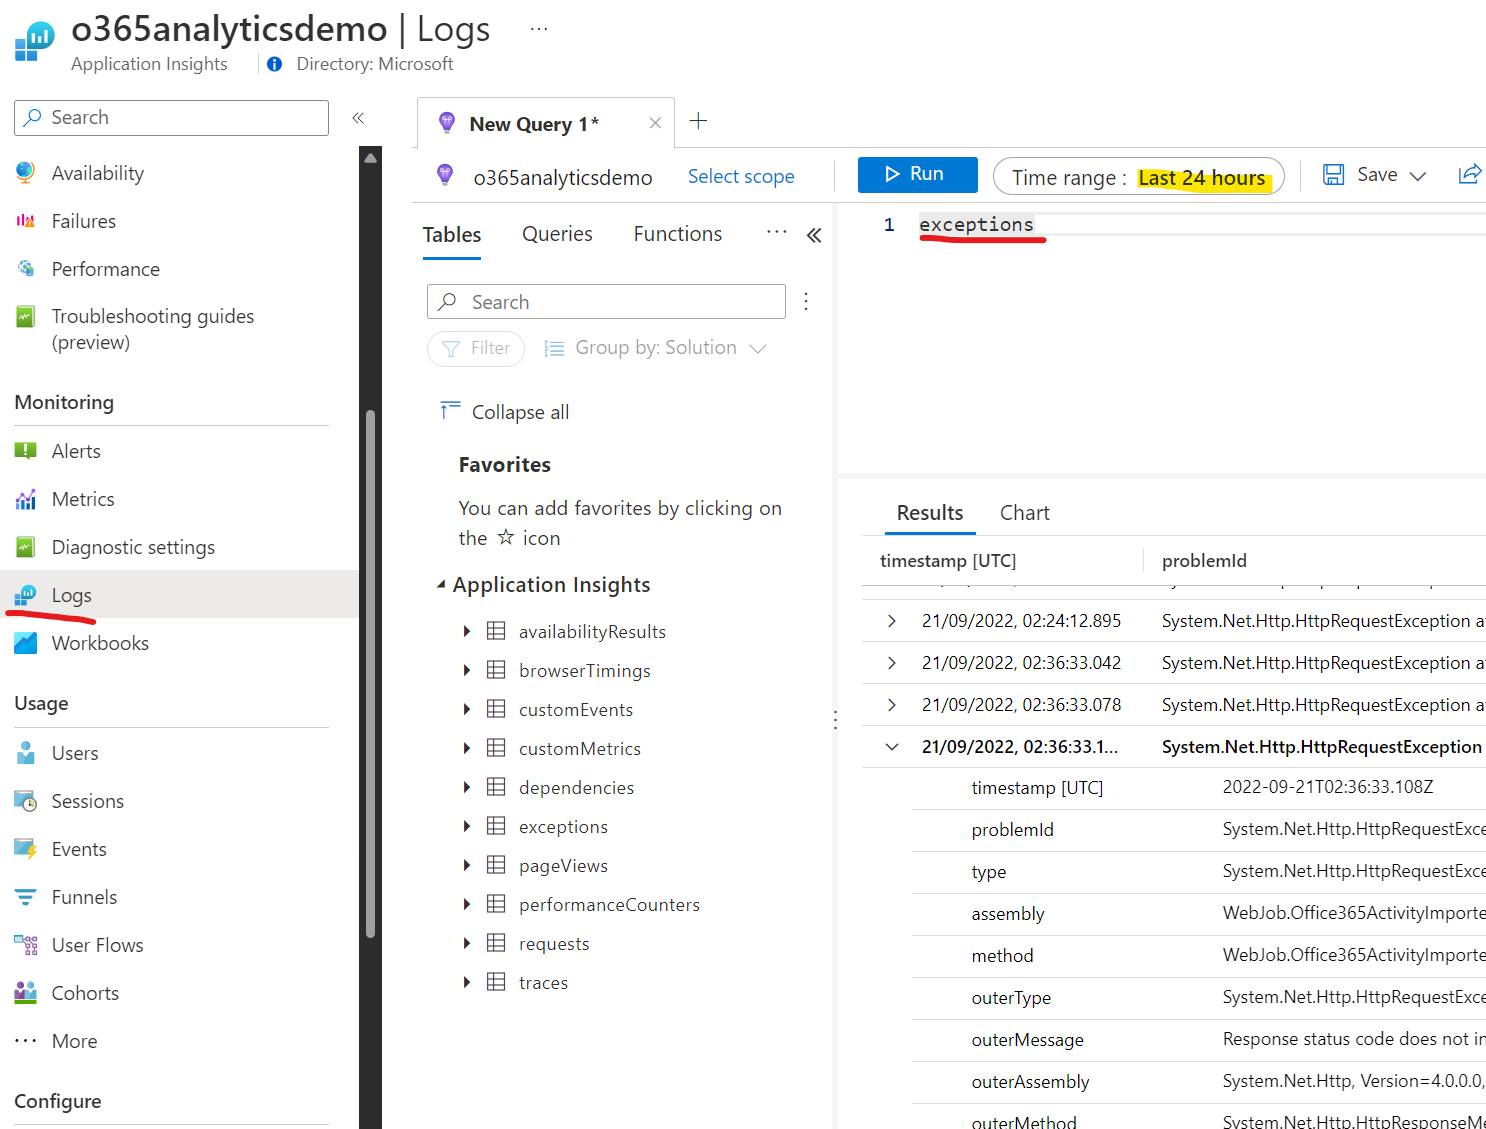 o365analyticsdemo | Logs ...
Application Insights
Directory: Microsoft
Search
«
Availability
Failures
Performance
Troubleshooting guides
(preview)
Monitoring
Alerts
Metrics
Diagnostic settings
Logs
Workbooks
Usage
Users
Sessions
Events
Funnels
User Flows
Cohorts
More
Configure
New Query 1*
o365analyticsdemo
Select scope
Run
Time range : Last 24 hours
Save
Tables
Queries
Functions
...
«
Search
Filter
Group by: Solution
Collapse all
Favorites
You can add favorites by clicking on
the ☆ icon
Application Insights
availabilityResults
browserTimings
customEvents
customMetrics
dependencies
exceptions
pageViews
performanceCounters
requests
traces
1 exceptions
Results
Chart
timestamp [UTC] problemId
21/09/2022, 02:24:12.895 System.Net.Http.HttpRequestException
21/09/2022, 02:36:33.042 System.Net.Http.HttpRequestException
21/09/2022, 02:36:33.078 System.Net.Http.HttpRequestException
21/09/2022, 02:36:33.1... System.Net.Http.HttpRequestException
timestamp [UTC] 2022-09-21T02:36:33.108Z
problemId System.Net.Http.HttpRequestExce
type System.Net.Http.HttpRequestExce
assembly WebJob.Office365ActivityImporte
method WebJob.Office365ActivityImporte
outerType System.Net.Http.HttpRequestExce
outerMessage Response status code does not in
outerAssembly System.Net.Http, Version=4.0.0.0,
outerMethod System.Net.Http.HttpResponseMe